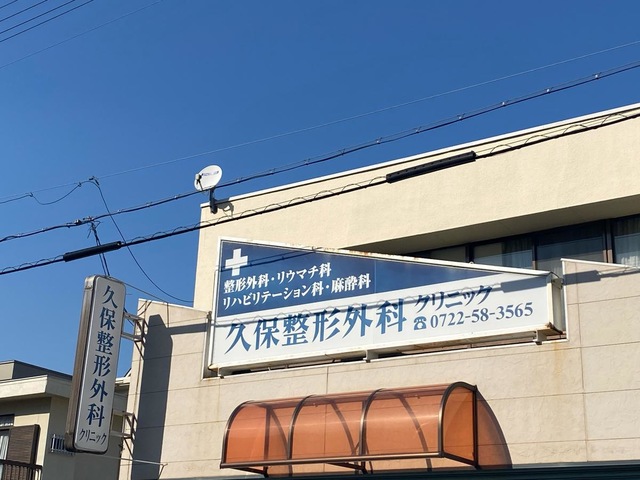 整形外科・リウマチ科
リハビリテーション科・麻酔科
久保整形外科クリニック
☎0722-58-3565
久保整形外科
クリニック